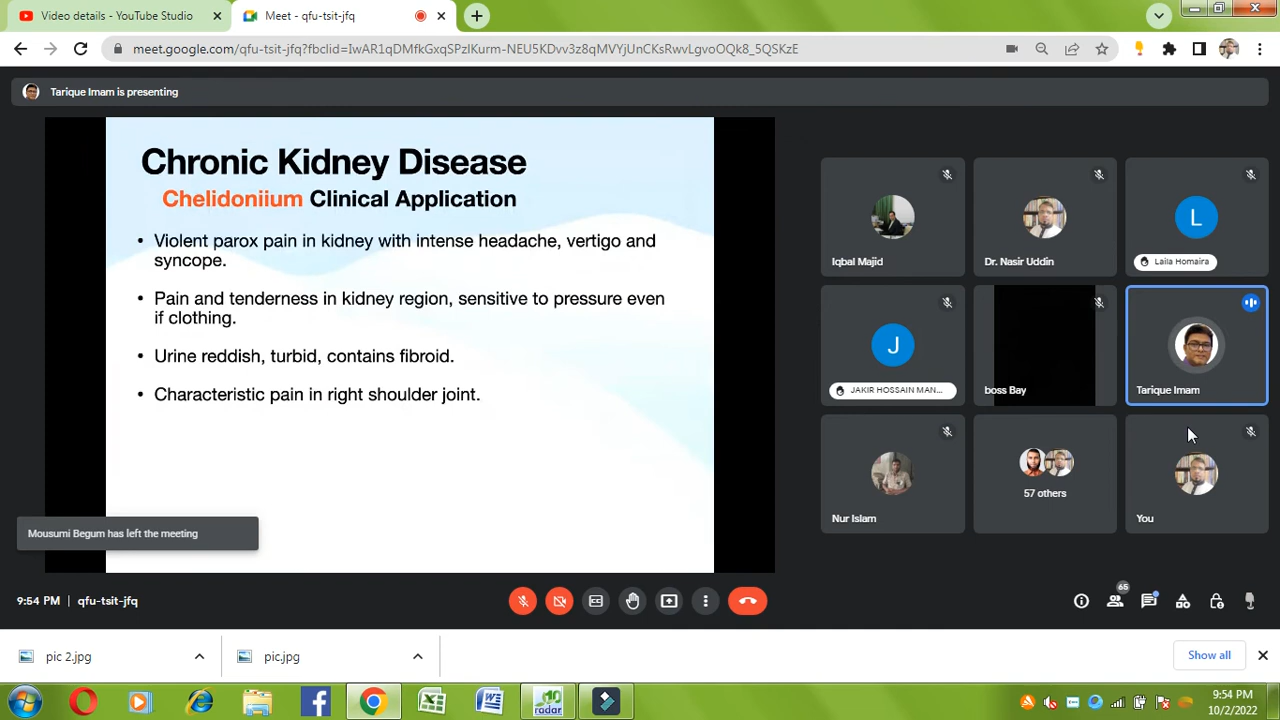 Video details - YouTube Studio
Meet - qfu-tsit-jfq
meet.google.com/qfu-tsit-jfq?fbclid=IwAR1qDMfkGaqSPzlKurm-NEU5KDvv3z8qMVYjUnCKsRwvLgvoOQk8_5QSKzE
Tarique Imam is presenting
Chronic Kidney Disease
Chelidoniium Clinical Application
• Violent parox pain in kidney with intense headache, vertigo and
syncope.
• Pain and tenderness in kidney region, sensitive to pressure even
if clothing.
• Urine reddish, turbid, contains fibroid.
• Characteristic pain in right shoulder joint.
Iqbal Majid
Dr. Nasir Uddin
L
Laila Homaira
J
JAKIR HOSSAIN MAN...
boss Bay
Tarique Imam
Nur Islam
57 others
You
Mousumi Begum has left the meeting
9:54 PM | qfu-tsit-jfq
65
pic 2.jpg
pic.jpg
Show all
10
radar
9:54 PM
10/2/2022